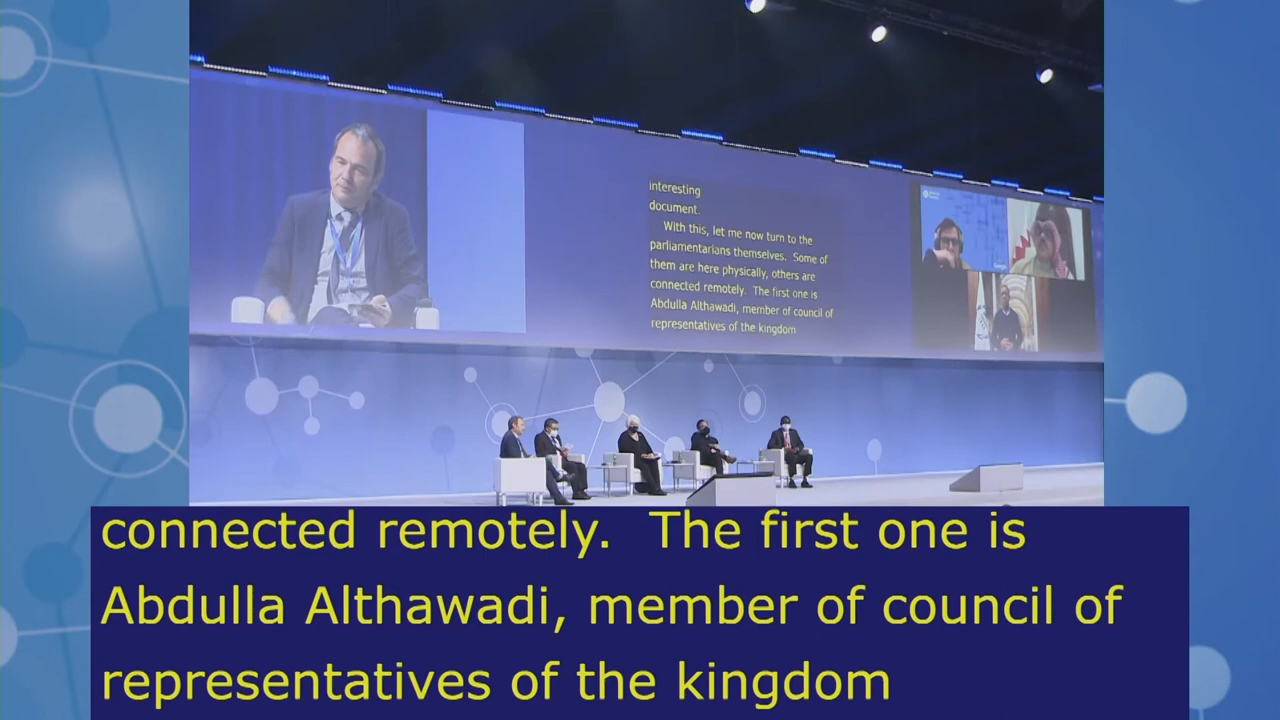 interesting
document.
With this, let me now turn to the
parliamentarians themselves. Some of
them are here physically, others are
connected remotely. The first one is
Abdulla Althawadi, member of council of
representatives of the kingdom
connected remotely. The first one is
Abdulla Althawadi, member of council of
representatives of the kingdom